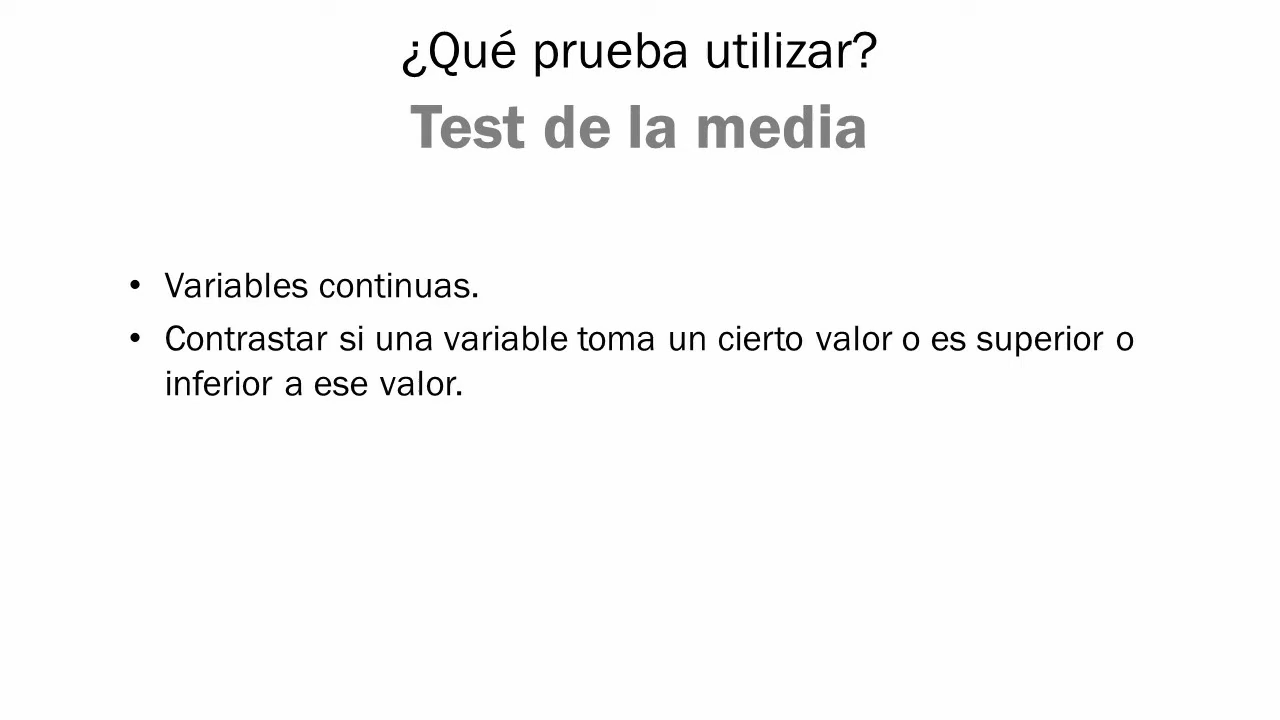 ¿Qué prueba utilizar?
Test de la media
• Variables continuas.
• Contrastar si una variable toma un cierto valor o es superior o
inferior a ese valor.